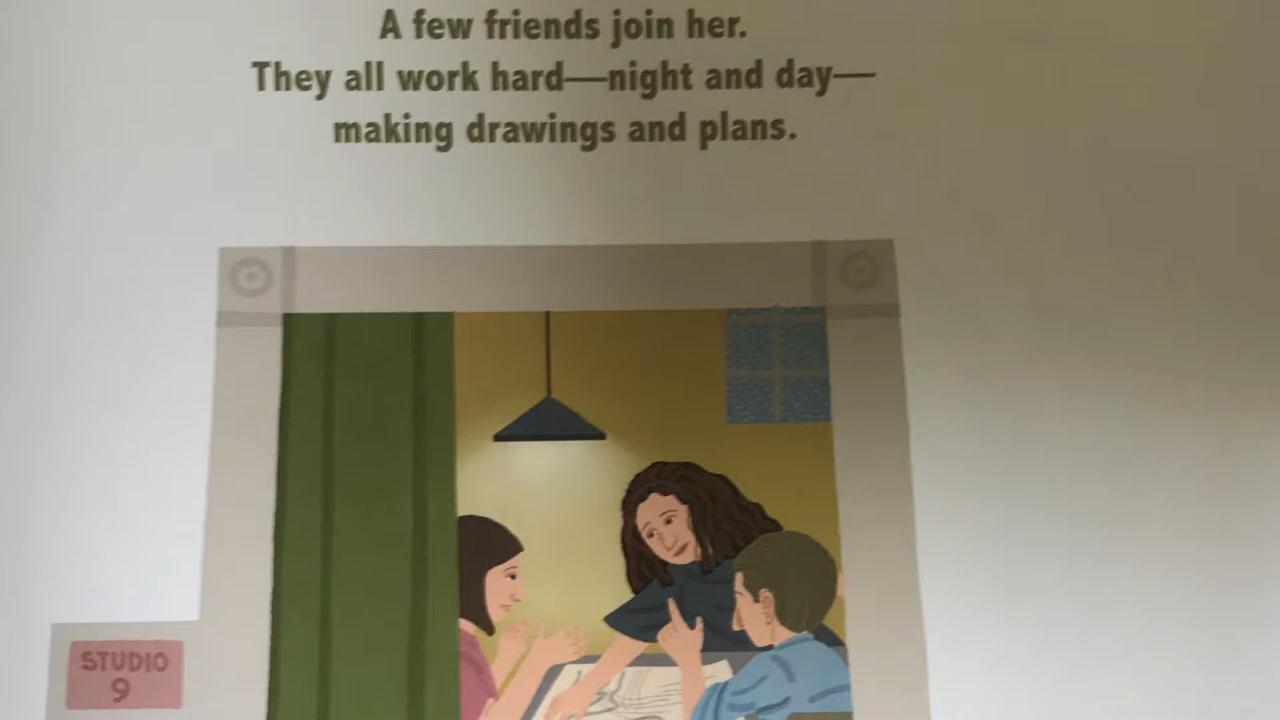 A few friends join her.
They all work hard—night and day—
making drawings and plans.
STUDIO
9